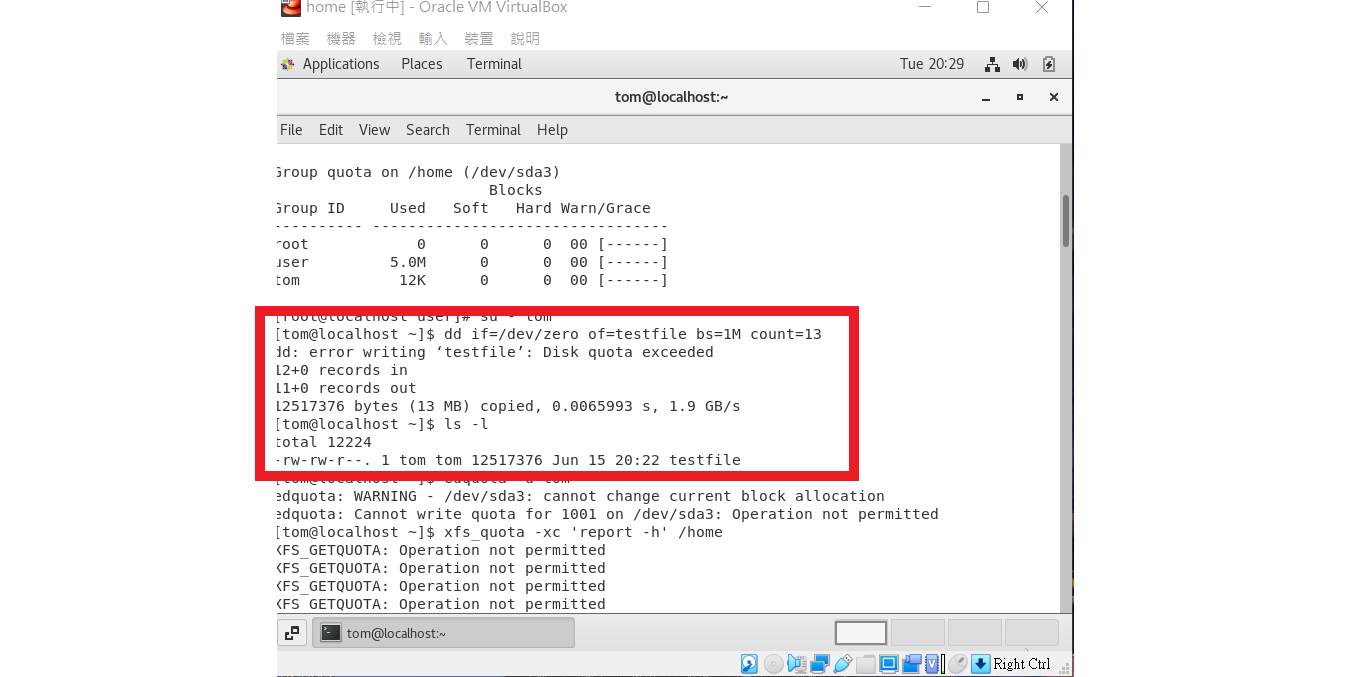 home [執行中] - Oracle VM VirtualBox
檔案 機器 檢視 輸入 裝置 說明
Applications Places Terminal Tue 20:29
tom@localhost:~
File Edit View Search Terminal Help
Group quota on /home (/dev/sda3)
Blocks
Group ID Used Soft Hard Warn/Grace
---------- ---------------------------------
root 0 0 0 00 [------]
user 5.0M 0 0 00 [------]
tom 12K 0 0 00 [------]
[root@localhost user]# su - tom
[tom@localhost ~]$ dd if=/dev/zero of=testfile bs=1M count=13
dd: error writing ‘testfile’: Disk quota exceeded
12+0 records in
11+0 records out
12517376 bytes (13 MB) copied, 0.0065993 s, 1.9 GB/s
[tom@localhost ~]$ ls -l
total 12224
-rw-rw-r--. 1 tom tom 12517376 Jun 15 20:22 testfile
[tom@localhost ~]$ edquota -u tom
edquota: WARNING - /dev/sda3: cannot change current block allocation
edquota: Cannot write quota for 1001 on /dev/sda3: Operation not permitted
[tom@localhost ~]$ xfs_quota -xc 'report -h' /home
XFS_GETQUOTA: Operation not permitted
XFS_GETQUOTA: Operation not permitted
XFS_GETQUOTA: Operation not permitted
XFS_GETQUOTA: Operation not permitted
tom@localhost:~
Right Ctrl